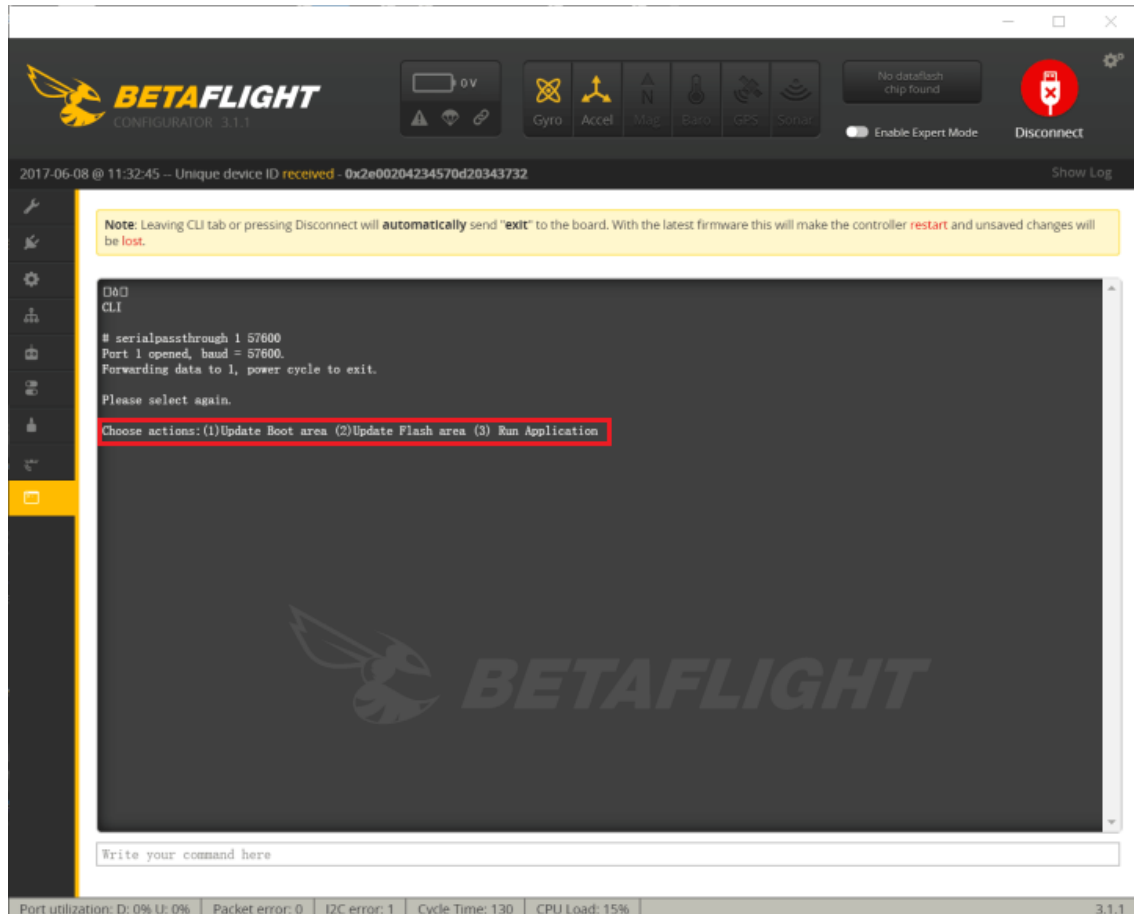 BETAFLIGHT
CONFIGURATOR 3.1.1
0 V
Gyro Accel Mag Baro GPS Sonar
No dataflash
chip found
Enable Expert Mode
Disconnect
2017-06-08 @ 11:32:45 -- Unique device ID received - 0x2e00204234570d20343732
Show Log
Note: Leaving CLI tab or pressing Disconnect will automatically send "exit" to the board. With the latest firmware this will make the controller restart and unsaved changes will
be lost.
CLI
# serialpassthrough 1 57600
Port 1 opened, baud = 57600.
Forwarding data to 1, power cycle to exit.
Please select again.
Choose actions:(1)Update Boot area (2)Update Flash area (3) Run Application
BETAFLIGHT
Write your command here
Port utilization: D: 0% U: 0% Packet error: 0 I2C error: 1 Cycle Time: 130 CPU Load: 15% 3.1.1